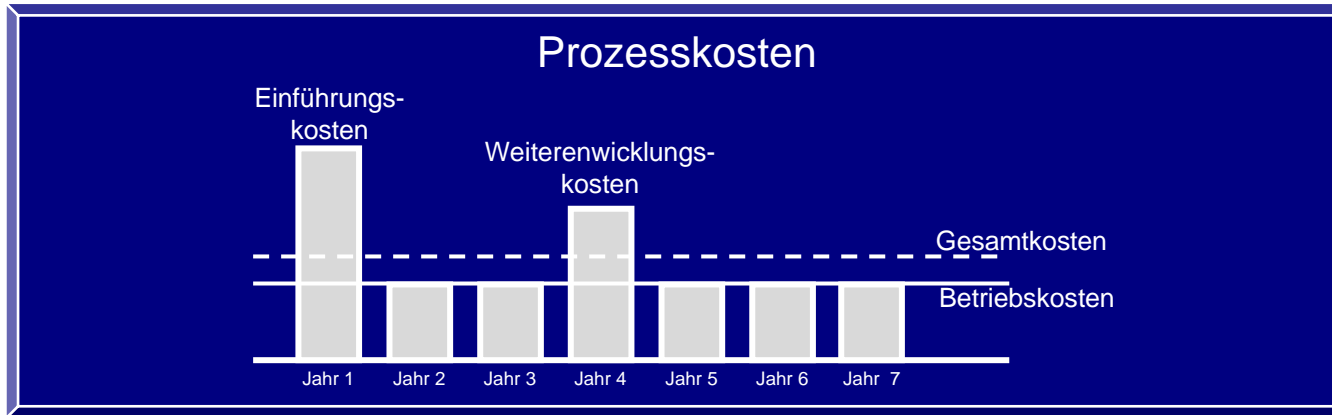 Prozesskosten
Einführungs-
kosten
Weiterenwicklungs-
kosten
Gesamtkosten
Betriebskosten
Jahr 1
Jahr 2
Jahr 3
Jahr 4
Jahr 5
Jahr 6
Jahr 7